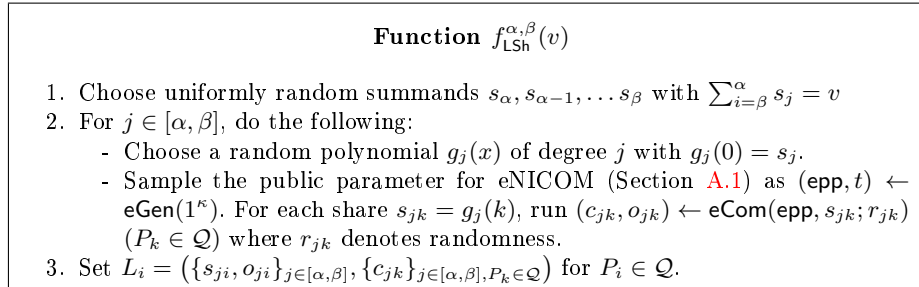 Function $f_{\mathsf{LSh}}^{\alpha,\beta}(v)$
1. Choose uniformly random summands $s_\alpha, s_{\alpha-1}, \ldots s_\beta$ with $\sum_{i=\beta}^{\alpha} s_j = v$
2. For $j \in [\alpha, \beta]$, do the following:
- Choose a random polynomial $g_j(x)$ of degree $j$ with $g_j(0) = s_j$.
- Sample the public parameter for eNICOM (Section A.1) as $(\mathsf{epp}, t) \leftarrow$
$\mathsf{eGen}(1^\kappa)$. For each share $s_{jk} = g_j(k)$, run $(c_{jk}, o_{jk}) \leftarrow \mathsf{eCom}(\mathsf{epp}, s_{jk}; r_{jk})$
$(P_k \in \mathcal{Q})$ where $r_{jk}$ denotes randomness.
3. Set $L_i = \left(\{s_{ji}, o_{ji}\}_{j\in[\alpha,\beta]}, \{c_{jk}\}_{j\in[\alpha,\beta], P_k\in\mathcal{Q}}\right)$ for $P_i \in \mathcal{Q}$.